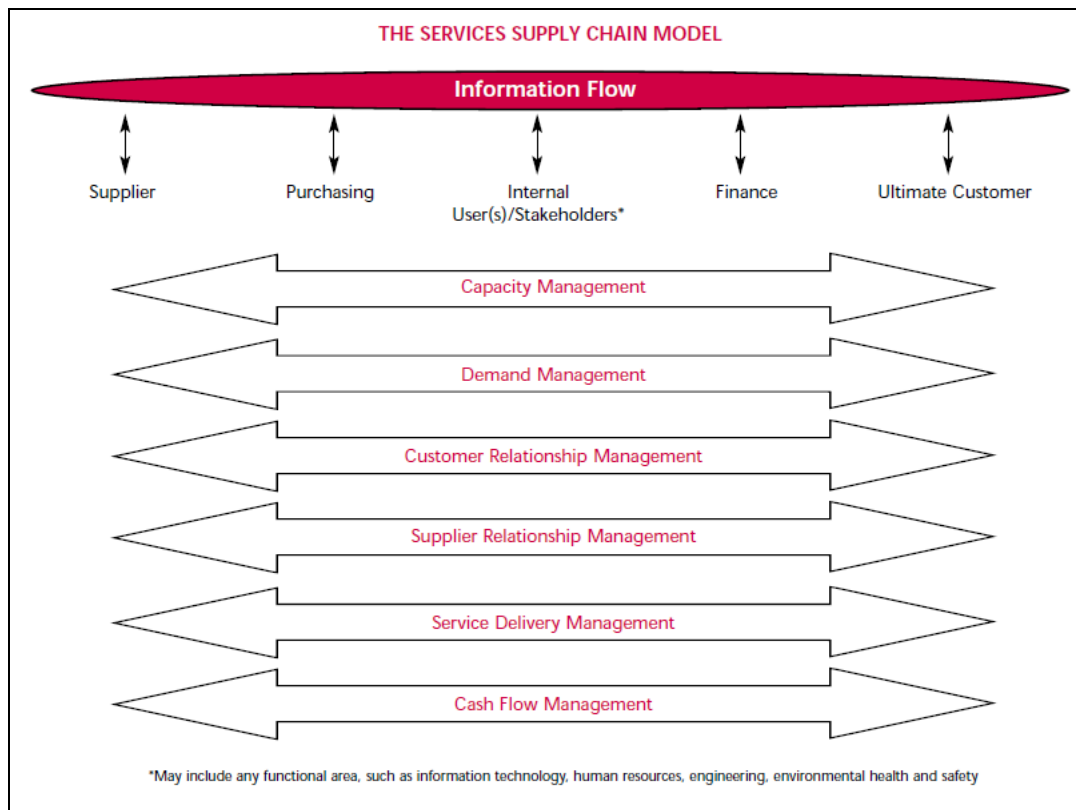 THE SERVICES SUPPLY CHAIN MODEL
Information Flow
Supplier
Purchasing
Internal
User(s)/Stakeholders*
Finance
Ultimate Customer
Capacity Management
Demand Management
Customer Relationship Management
Supplier Relationship Management
Service Delivery Management
Cash Flow Management
*May include any functional area, such as information technology, human resources, engineering, environmental health and safety